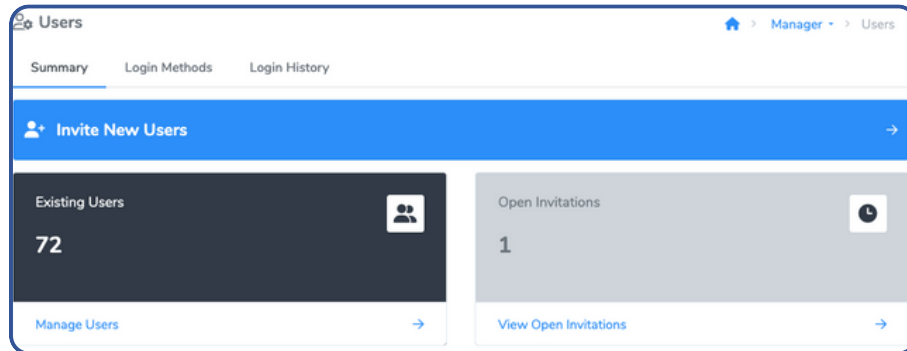 Users
Manager > Users
Summary Login Methods Login History
Invite New Users
Existing Users
72
Manage Users
Open Invitations
1
View Open Invitations